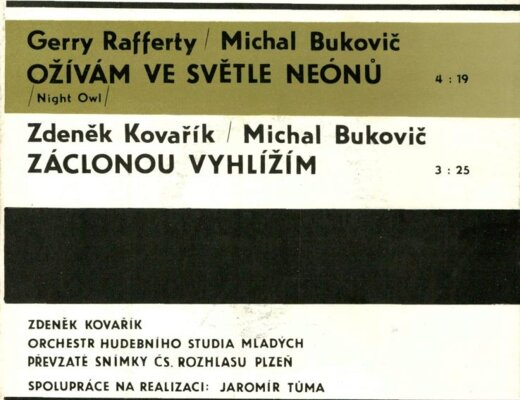 Gerry Rafferty / Michal Bukovič
OŽÍVÁM VE SVĚTLE NEÓNŮ 4 : 19
/Night Owl/
Zdeněk Kovařík / Michal Bukovič
ZÁCLONOU VYHLÍŽÍM 3 : 25
ZDENĚK KOVAŘÍK
ORCHESTR HUDEBNÍHO STUDIA MLADÝCH
PŘEVZATÉ SNÍMKY ČS. ROZHLASU PLZEŇ
SPOLUPRÁCE NA REALIZACI: JAROMÍR TŮMA